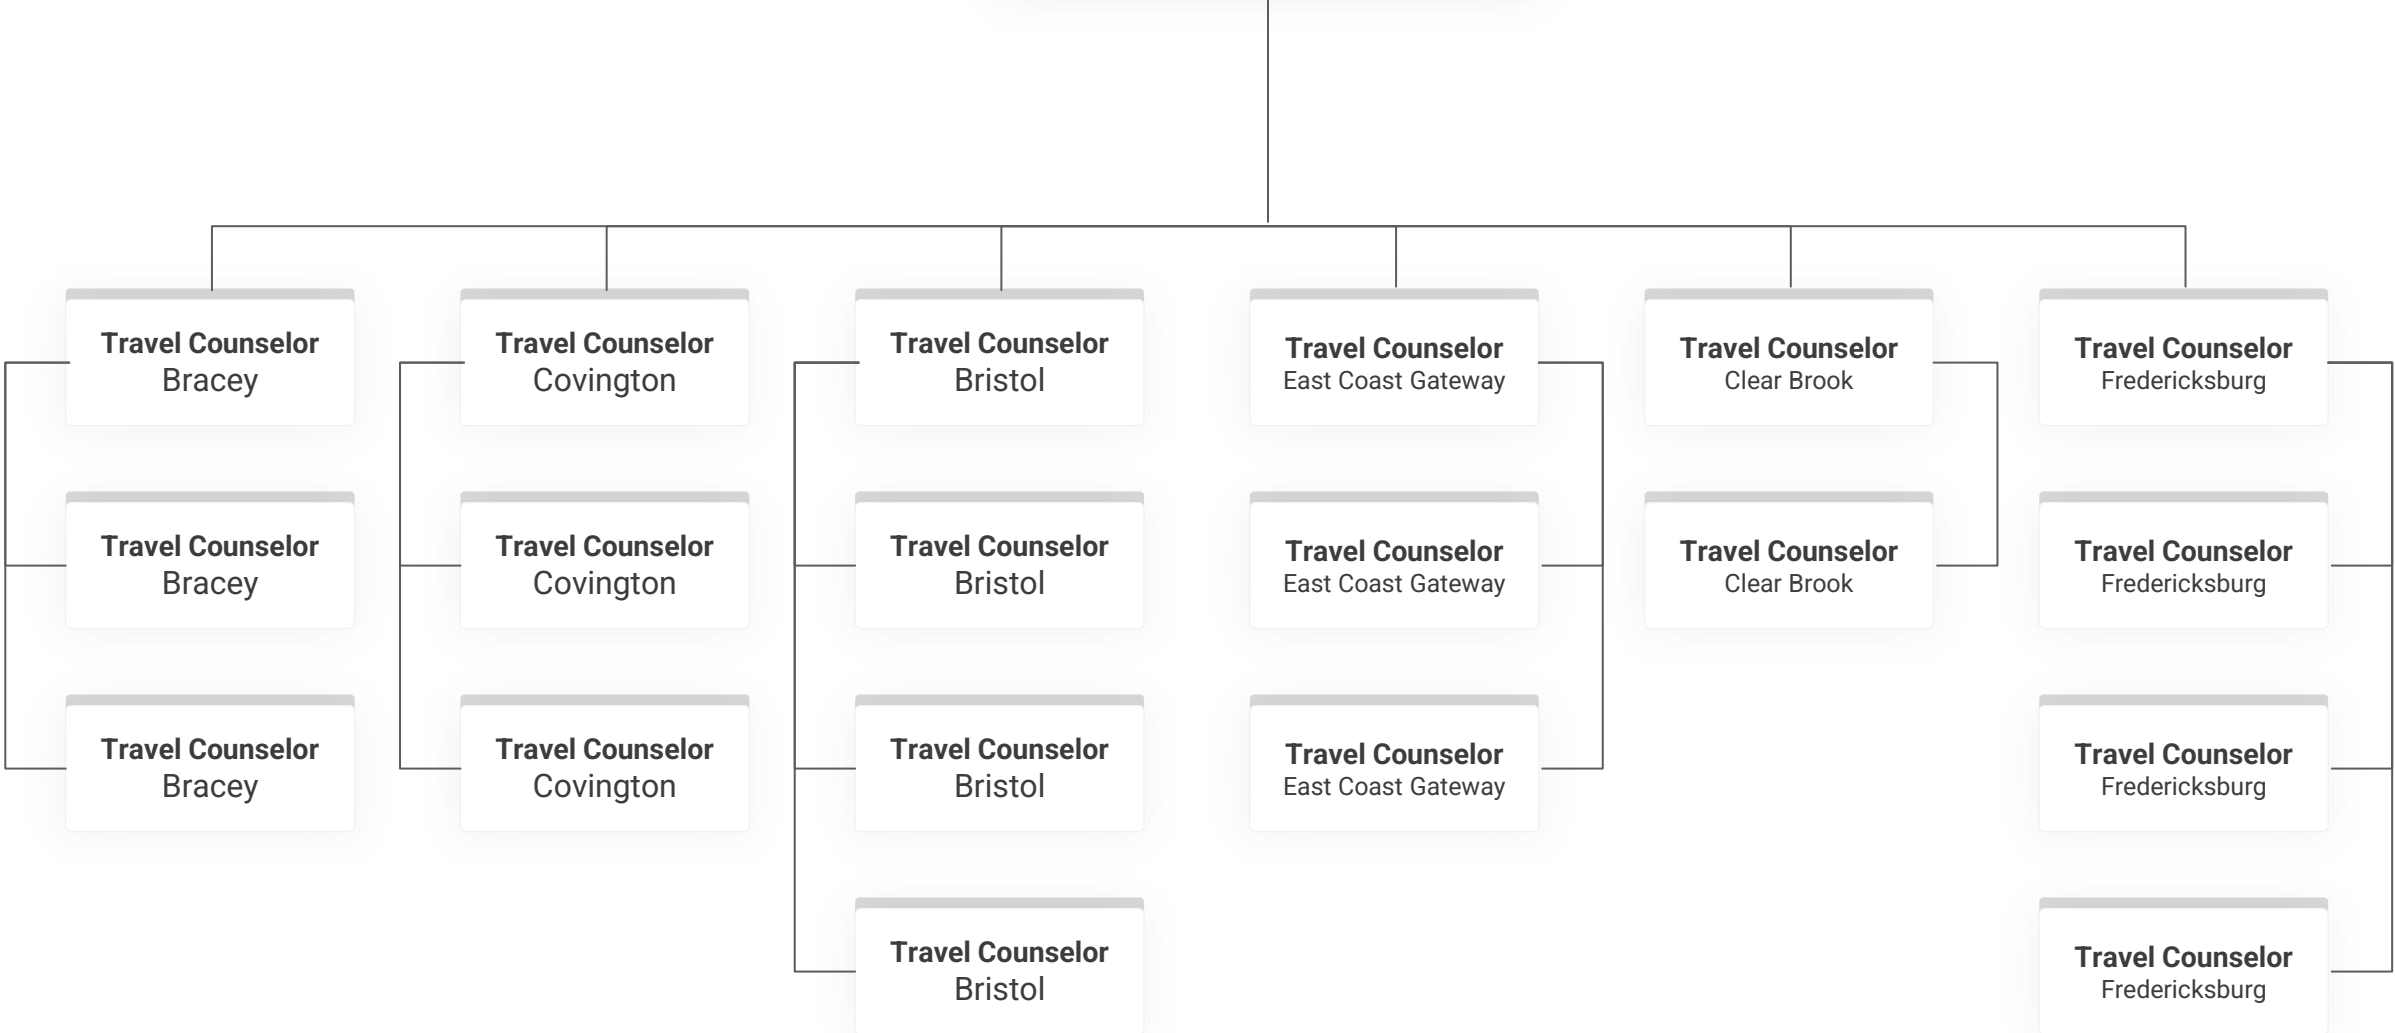 Travel Counselor
Bracey
Travel Counselor
Covington
Travel Counselor
Bristol
Travel Counselor
East Coast Gateway
Travel Counselor
Clear Brook
Travel Counselor
Fredericksburg
Travel Counselor
Bracey
Travel Counselor
Covington
Travel Counselor
Bristol
Travel Counselor
East Coast Gateway
Travel Counselor
Clear Brook
Travel Counselor
Fredericksburg
Travel Counselor
Bracey
Travel Counselor
Covington
Travel Counselor
Bristol
Travel Counselor
East Coast Gateway
Travel Counselor
Fredericksburg
Travel Counselor
Bristol
Travel Counselor
Fredericksburg